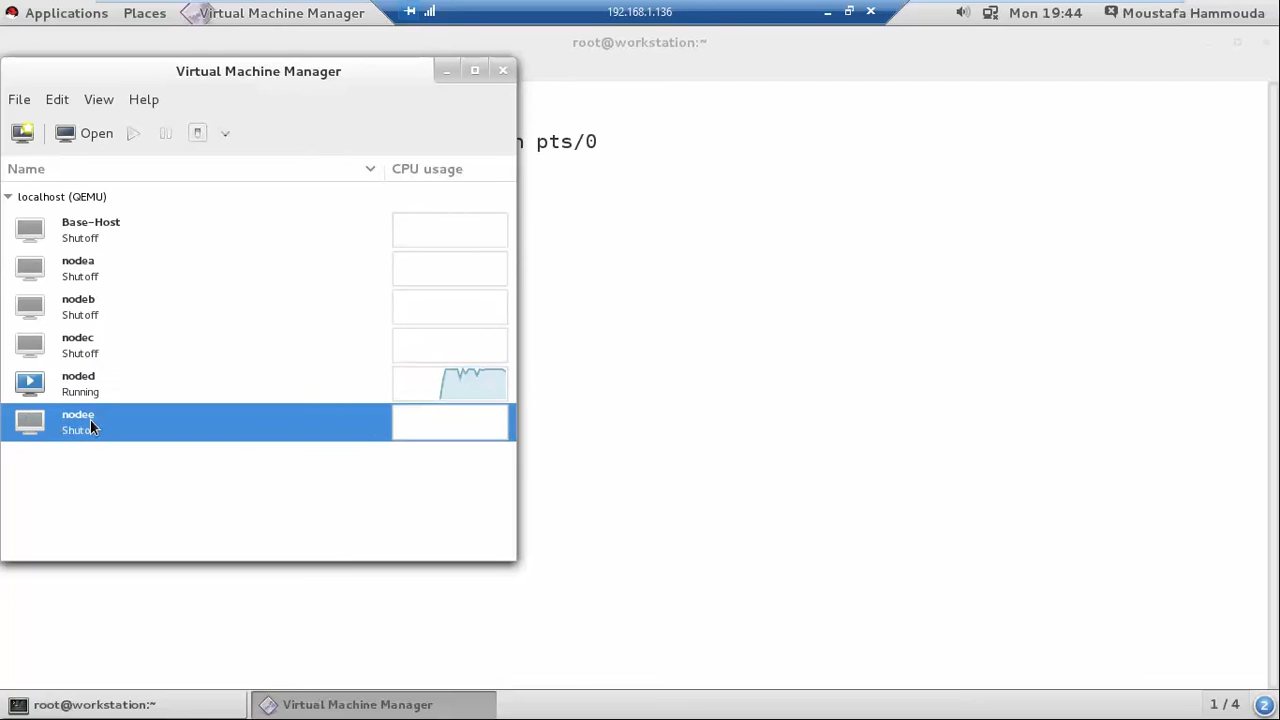 Applications Places Virtual Machine Manager 192.168.1.136 Mon 19:44 Moustafa Hammouda
root@workstation:~
Virtual Machine Manager
File Edit View Help
pts/0
Open
Name CPU usage
localhost (QEMU)
Base-Host
Shutoff
nodea
Shutoff
nodeb
Shutoff
nodec
Shutoff
noded
Running
nodee
Shutoff
root@workstation:~ Virtual Machine Manager 1 / 4 2